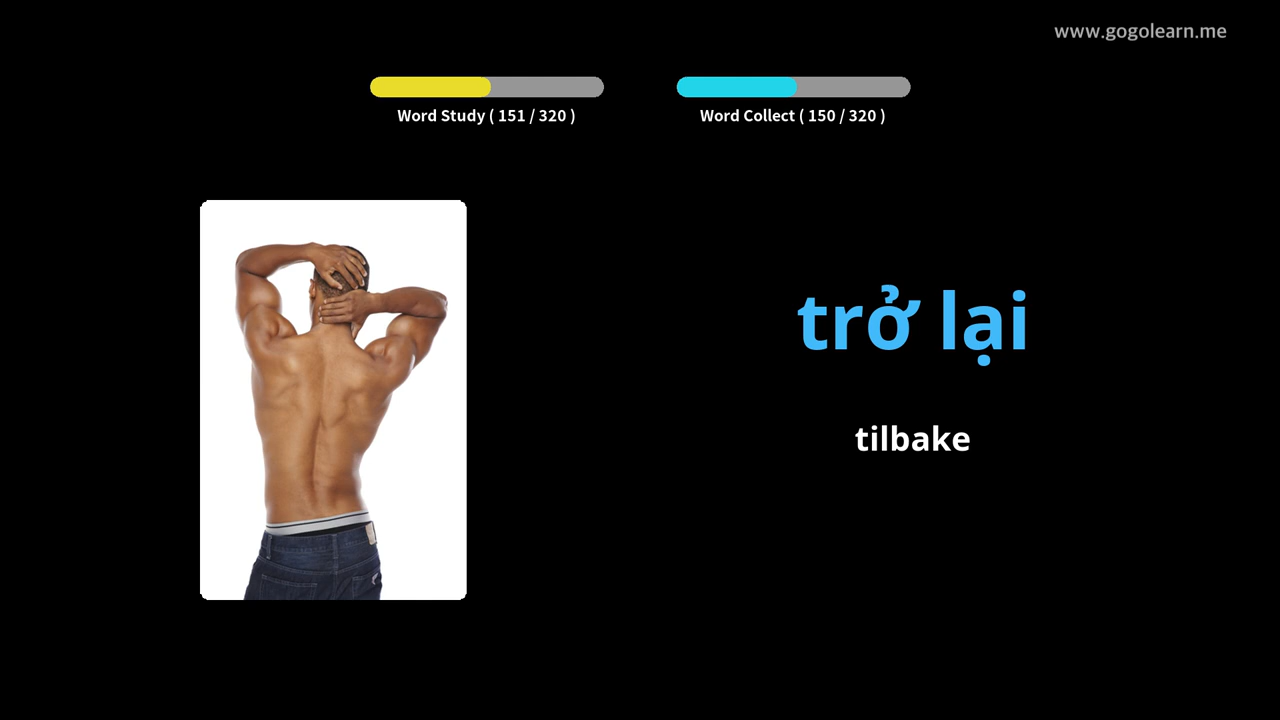 www.gogolearn.me
Word Study ( 151 / 320 )
Word Collect ( 150 / 320 )
trở lại
tilbake